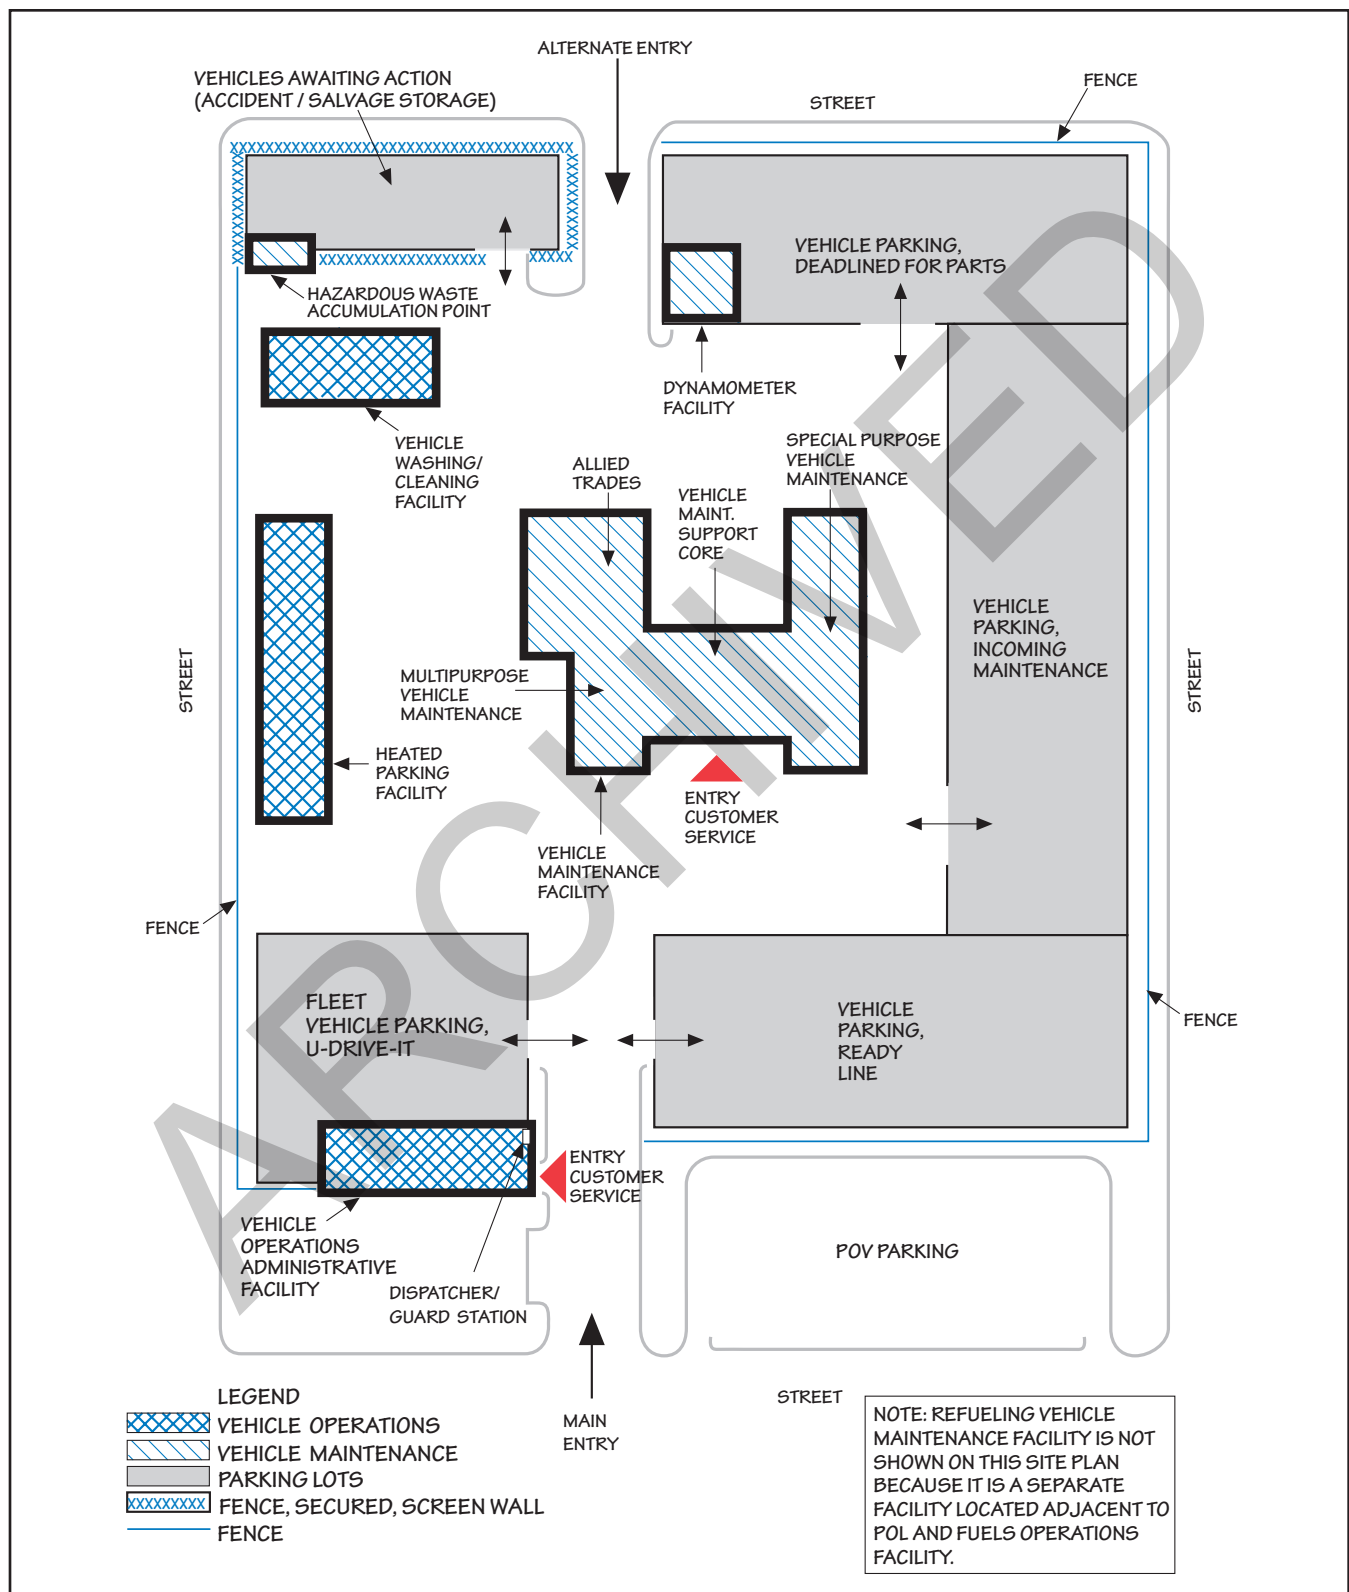 ALTERNATE ENTRY
VEHICLES AWAITING ACTION
(ACCIDENT / SALVAGE STORAGE)
STREET
FENCE
XXXXXXXXXXXXXXXXXXXXXXXXXXXXXXXXXXXX
VEHICLE PARKING,
DEADLINED FOR PARTS
HAZARDOUS WASTE
ACCUMULATION POINT
DYNAMOMETER
FACILITY
VEHICLE
WASHING/
CLEANING
FACILITY
ALLIED
TRADES
VEHICLE
MAINT.
SUPPORT
CORE
SPECIAL PURPOSE
VEHICLE
MAINTENANCE
VEHICLE
PARKING,
INCOMING
MAINTENANCE
STREET
STREET
MULTIPURPOSE
VEHICLE
MAINTENANCE
HEATED
PARKING
FACILITY
ENTRY
CUSTOMER
SERVICE
VEHICLE
MAINTENANCE
FACILITY
FENCE
FLEET
VEHICLE PARKING,
U-DRIVE-IT
VEHICLE
PARKING,
READY
LINE
FENCE
ENTRY
CUSTOMER
SERVICE
VEHICLE
OPERATIONS
ADMINISTRATIVE
FACILITY
DISPATCHER/
GUARD STATION
POV PARKING
MAIN
ENTRY
STREET
LEGEND
VEHICLE OPERATIONS
VEHICLE MAINTENANCE
PARKING LOTS
XXXXXXXXX FENCE, SECURED, SCREEN WALL
FENCE
NOTE: REFUELING VEHICLE
MAINTENANCE FACILITY IS NOT
SHOWN ON THIS SITE PLAN
BECAUSE IT IS A SEPARATE
FACILITY LOCATED ADJACENT TO
POL AND FUELS OPERATIONS
FACILITY.
ARCHIVED